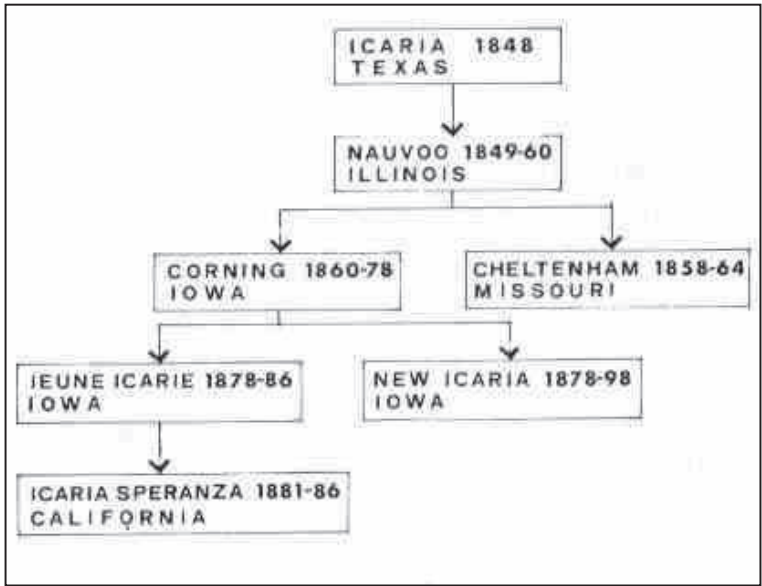 ICARIA 1848
TEXAS
NAUVOO 1849-60
ILLINOIS
CORNING 1860-78
IOWA
CHELTENHAM 1858-64
MISSOURI
JEUNE ICARIE 1878-86
IOWA
NEW ICARIA 1878-98
IOWA
ICARIA SPERANZA 1881-86
CALIFORNIA